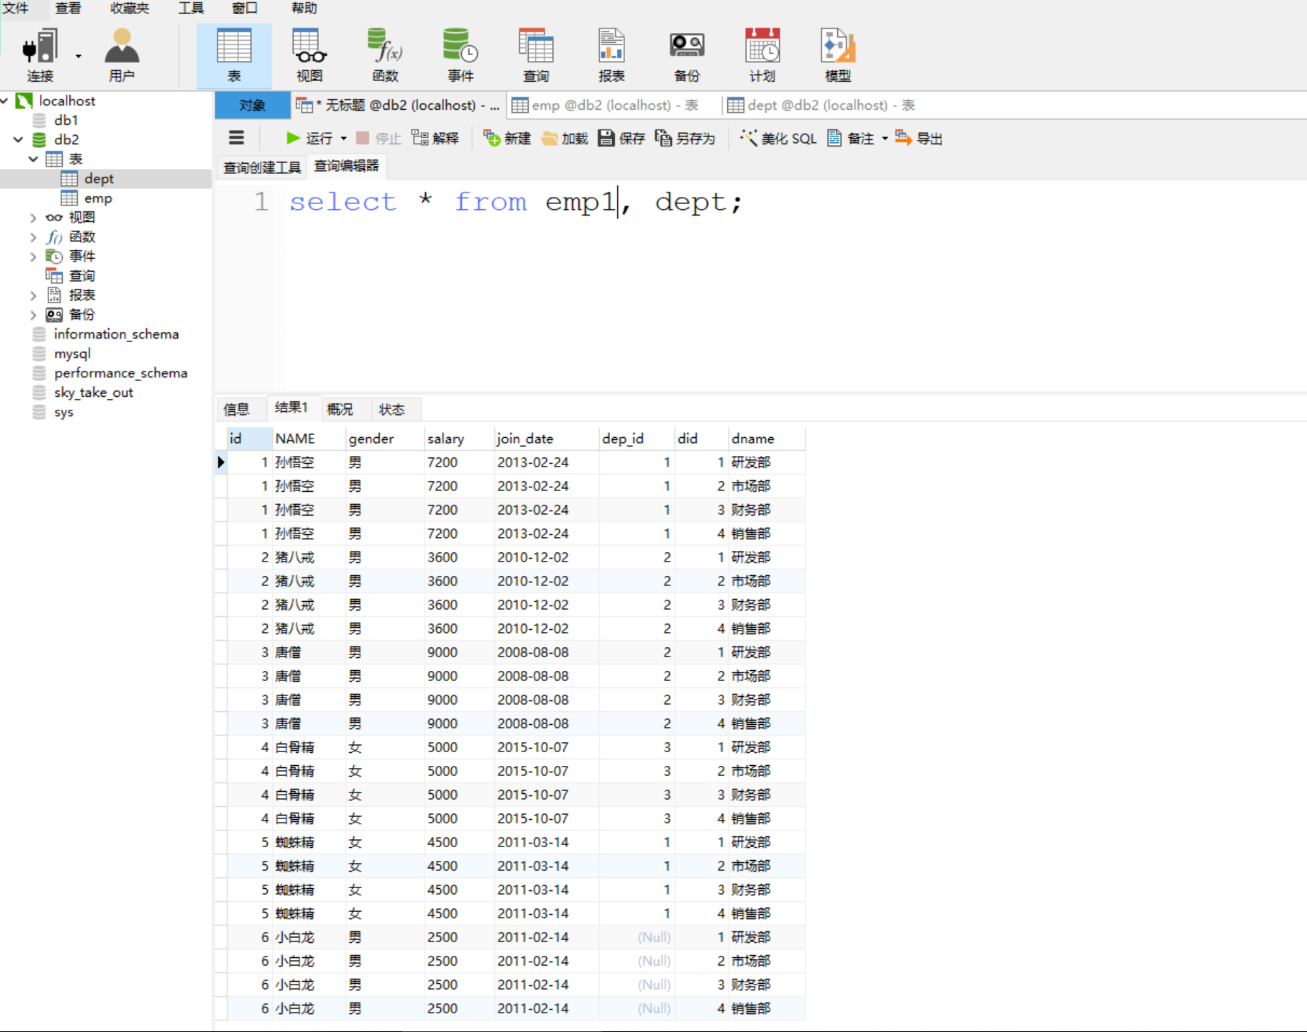 文件 查看 收藏夹 工具 窗口 帮助
连接 用户 表 视图 函数 事件 查询 报表 备份 计划 模型
localhost
db1
db2
表
dept
emp
视图
函数
事件
查询
报表
备份
information_schema
mysql
performance_schema
sky_take_out
sys
对象 * 无标题 @db2 (localhost) - ... emp @db2 (localhost) - 表 dept @db2 (localhost) - 表
运行 停止 解释 新建 加载 保存 另存为 美化 SQL 备注 导出
查询创建工具 查询编辑器
1 select * from emp1, dept;
信息 结果1 概况 状态
id NAME gender salary join_date dep_id did dname
1 孙悟空 男 7200 2013-02-24 1 1 研发部
1 孙悟空 男 7200 2013-02-24 1 2 市场部
1 孙悟空 男 7200 2013-02-24 1 3 财务部
1 孙悟空 男 7200 2013-02-24 1 4 销售部
2 猪八戒 男 3600 2010-12-02 2 1 研发部
2 猪八戒 男 3600 2010-12-02 2 2 市场部
2 猪八戒 男 3600 2010-12-02 2 3 财务部
2 猪八戒 男 3600 2010-12-02 2 4 销售部
3 唐僧 男 9000 2008-08-08 2 1 研发部
3 唐僧 男 9000 2008-08-08 2 2 市场部
3 唐僧 男 9000 2008-08-08 2 3 财务部
3 唐僧 男 9000 2008-08-08 2 4 销售部
4 白骨精 女 5000 2015-10-07 3 1 研发部
4 白骨精 女 5000 2015-10-07 3 2 市场部
4 白骨精 女 5000 2015-10-07 3 3 财务部
4 白骨精 女 5000 2015-10-07 3 4 销售部
5 蜘蛛精 女 4500 2011-03-14 1 1 研发部
5 蜘蛛精 女 4500 2011-03-14 1 2 市场部
5 蜘蛛精 女 4500 2011-03-14 1 3 财务部
5 蜘蛛精 女 4500 2011-03-14 1 4 销售部
6 小白龙 男 2500 2011-02-14 (Null) 1 研发部
6 小白龙 男 2500 2011-02-14 (Null) 2 市场部
6 小白龙 男 2500 2011-02-14 (Null) 3 财务部
6 小白龙 男 2500 2011-02-14 (Null) 4 销售部